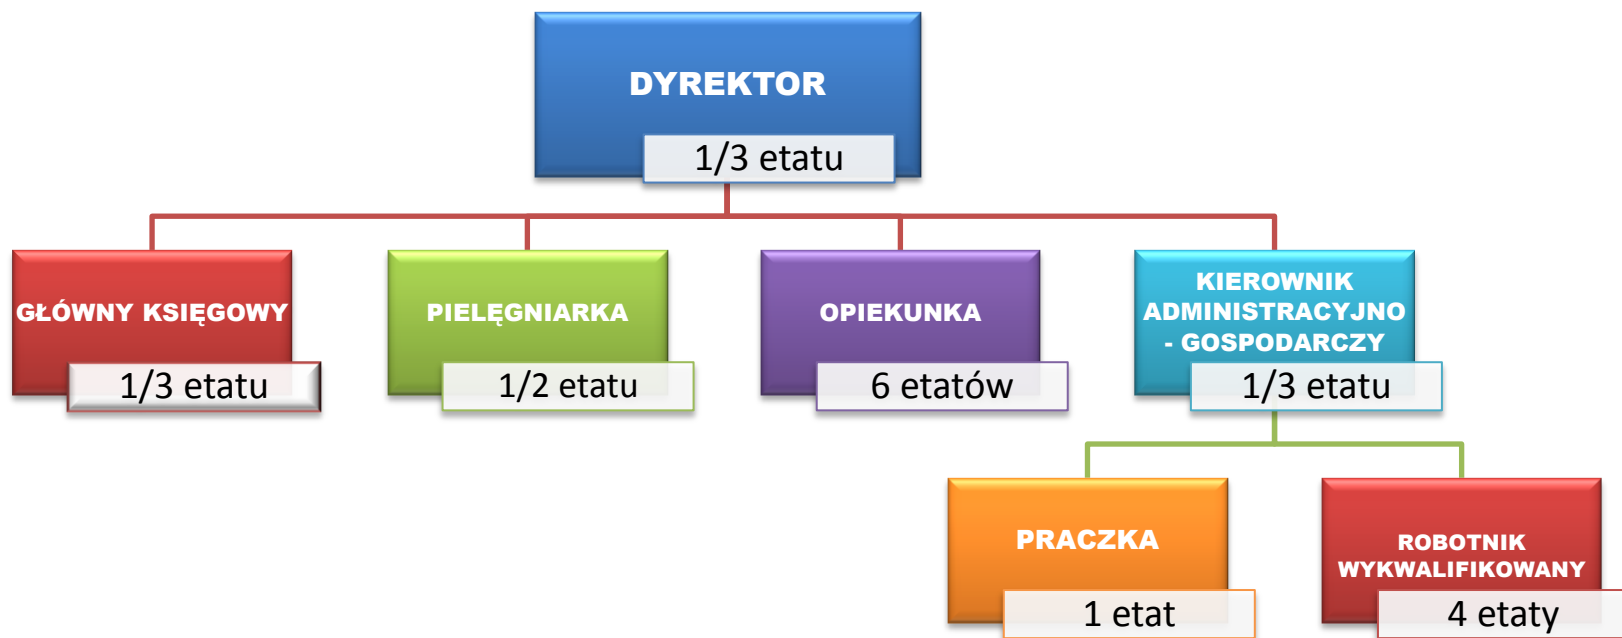 DYREKTOR
1/3 etatu
GŁÓWNY KSIĘGOWY
1/3 etatu
PIELĘGNIARKA
1/2 etatu
OPIEKUNKA
6 etatów
KIEROWNIK
ADMINISTRACYJNO
- GOSPODARCZY
1/3 etatu
PRACZKA
1 etat
ROBOTNIK
WYKWALIFIKOWANY
4 etaty